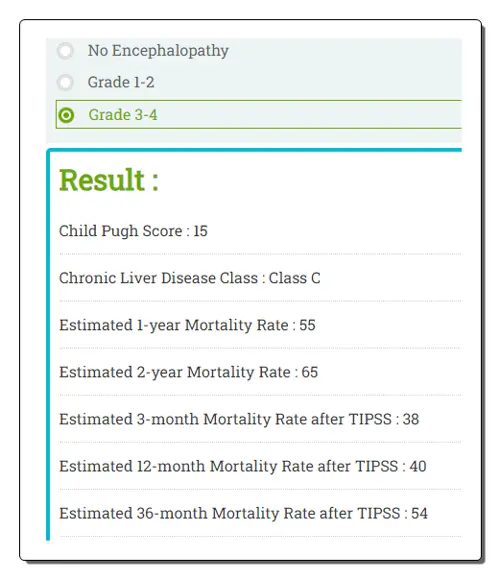 No Encephalopathy
Grade 1-2
Grade 3-4
Result :
Child Pugh Score : 15
Chronic Liver Disease Class : Class C
Estimated 1-year Mortality Rate : 55
Estimated 2-year Mortality Rate : 65
Estimated 3-month Mortality Rate after TIPSS : 38
Estimated 12-month Mortality Rate after TIPSS : 40
Estimated 36-month Mortality Rate after TIPSS : 54